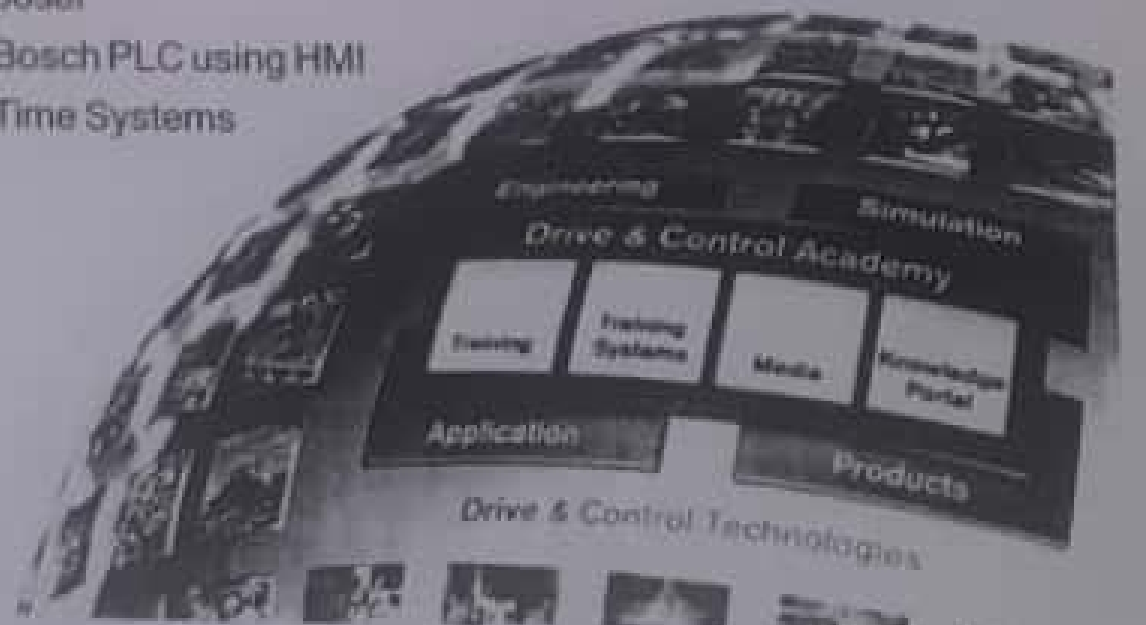 Bosch PLC using HMI
Time Systems
Engineering
Simulation
Drive & Control Academy
Training
Training
Systems
Media
Knowledge
Portal
Application
Products
Drive & Control Technologies